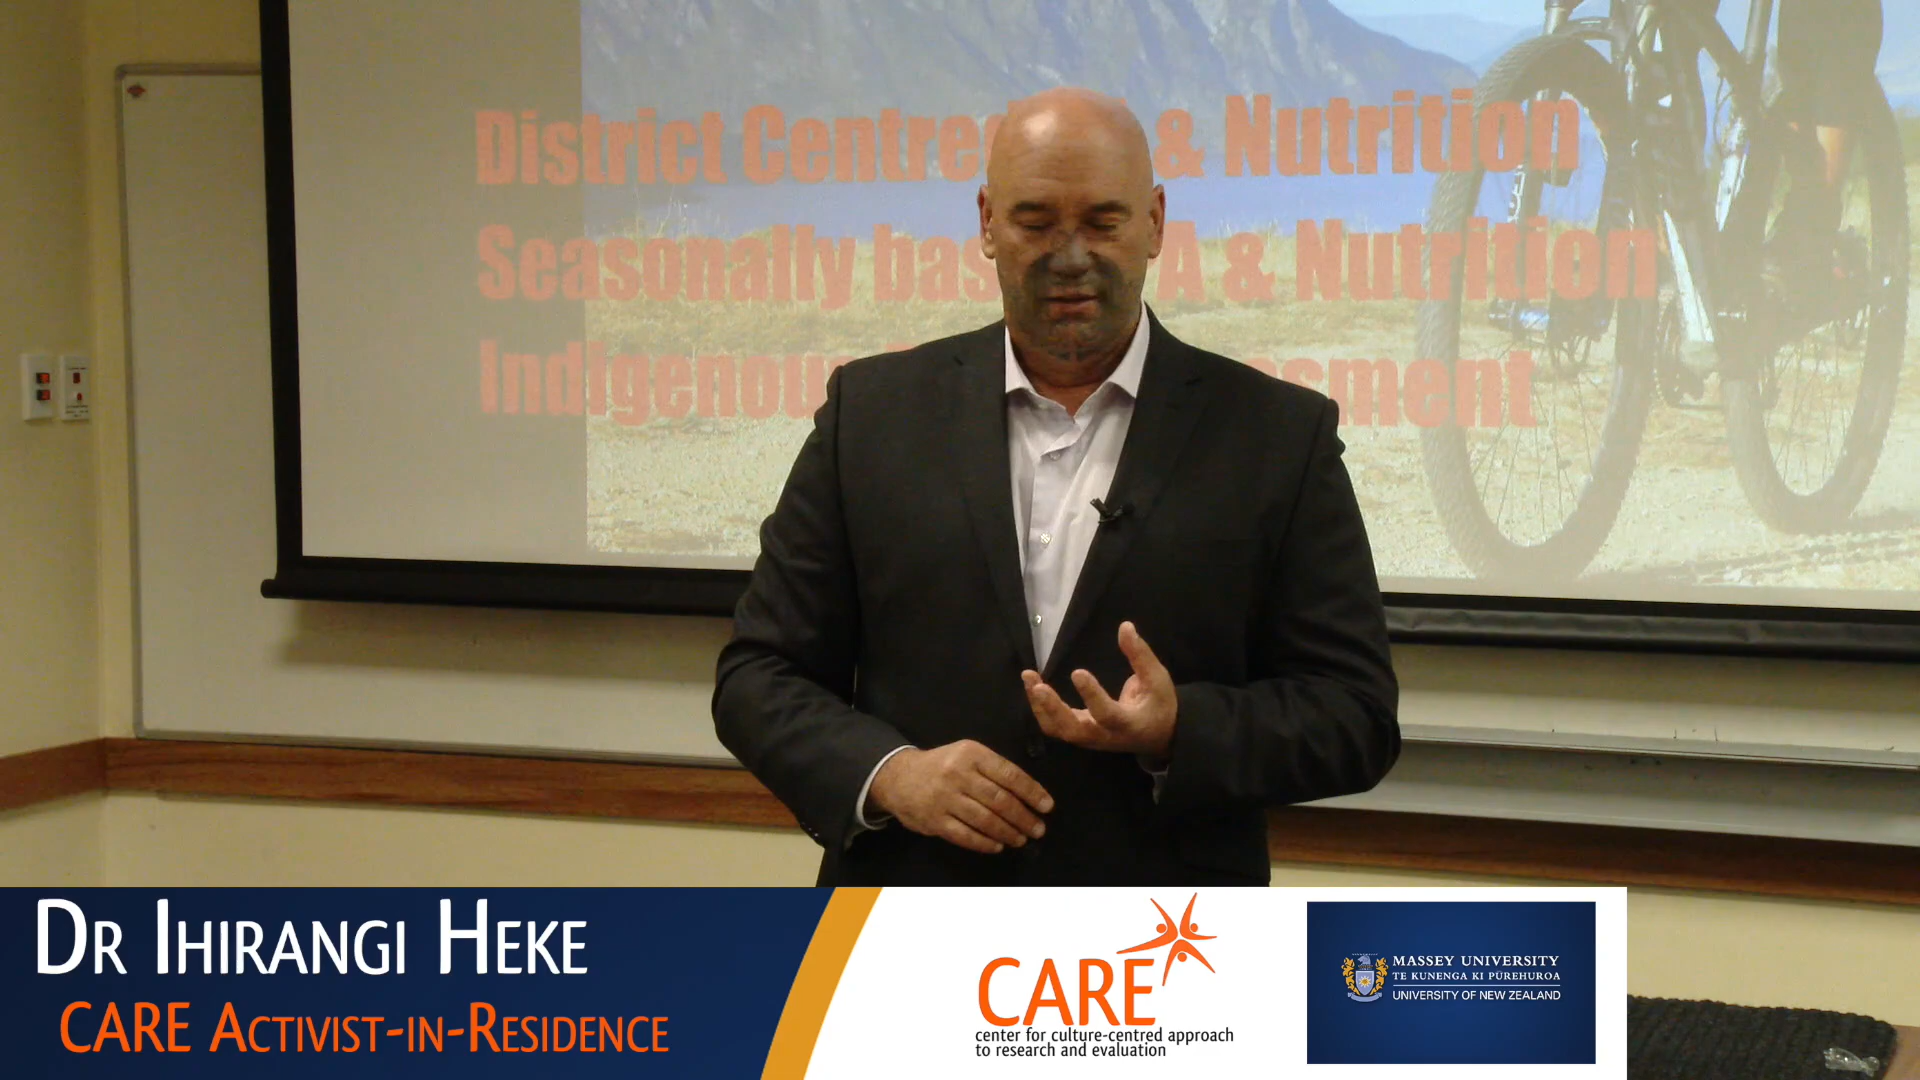 District Centre & Nutrition
Seasonally bas A & Nutrition
Indigenou sment
DR IHIRANGI HEKE
CARE ACTIVIST-IN-RESIDENCE
CARE
center for culture-centred approach
to research and evaluation
MASSEY UNIVERSITY
TE KUNENGA KI PŪREHUROA
UNIVERSITY OF NEW ZEALAND